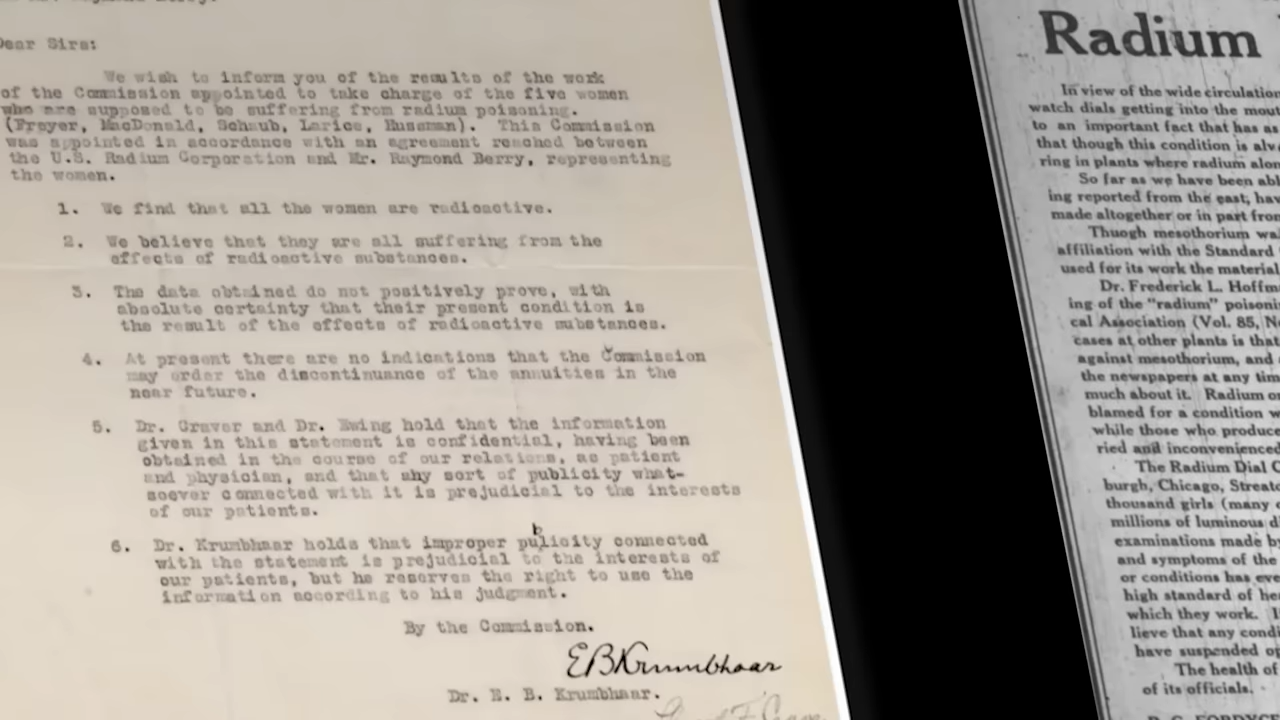 Dear Sirs:
We wish to inform you of the results of the work
of the Commission appointed to take charge of the five women
who are supposed to be suffering from radium poisoning.
(Freyer, MacDonald, Schaub, Larice, Hussman). This Commission
was appointed in accordance with an agreement reached between
the U.S. Radium Corporation and Mr. Raymond Berry, representing
the women.
1. We find that all the women are radioactive.
2. We believe that they are all suffering from the
effects of radioactive substances.
3. The data obtained do not positively prove, with
absolute certainty that their present condition is
the result of the effects of radioactive substances.
4. At present there are no indications that the Commission
may order the discontinuance of the annuities in the
near future.
5. Dr. Craver and Dr. Ewing hold that the information
given in this statement is confidential, having been
obtained in the course of our relations, as patient
and physician, and that any sort of publicity what-
soever connected with it is prejudicial to the interests
of our patients.
6. Dr. Krumbhaar holds that improper pulicity connected
b
with the statement is prejudicial to the interests of
our patients, but he reserves the right to use the
information according to his judgment.
By the Commission.
E B Krumbhaar
Dr. E. B. Krumbhaar.
Radium
In view of the wide circulation
watch dials getting into the mou
to an important fact that has as
that though this condition is alw
ring in plants where radium alon
So far as we have been abl
ing reported from the east, hav
made altogether or in part from
Thuogh mesothorium wa
affiliation with the Standard
used for its work the material
Dr. Frederick L. Hoffm
ing of the "radium" poisoni
cal Association (Vol. 85, N
cases at other plants is that
against mesothorium, and
the newspapers at any tim
much about it. Radium or
blamed for a condition w
while those who produce
ried and inconvenienced
The Radium Dial C
burgh, Chicago, Streato
thousand girls (many
millions of luminous d
examinations made by
and symptoms of the
or conditions has eve
high standard of he
which they work.
lieve that any condi
have suspended op
The health of
of its officials.